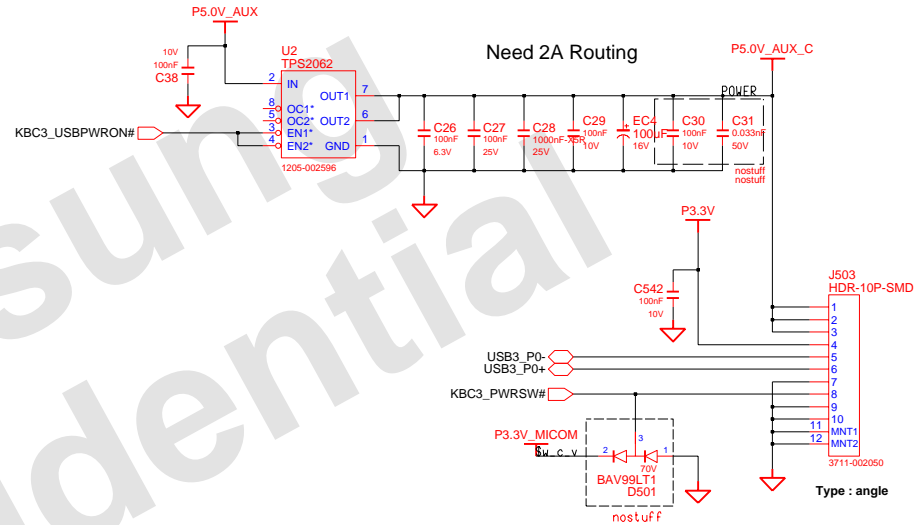 P5.0V_AUX
10V
100nF
C38
U2
TPS2062
2 IN
OUT1 7
8 OC1*
5 OC2*
OUT2 6
3 EN1*
4 EN2*
GND 1
1205-002596
KBC3_USBPWRON#
Need 2A Routing
P5.0V_AUX_C
POWER
C26
100nF
6.3V
C27
100nF
25V
C28
1000nF-X5R
25V
C29
100nF
10V
EC4
100uF
16V
C30
100nF
10V
C31
0.033nF
50V
nostuff
nostuff
P3.3V
C542
100nF
10V
J503
HDR-10P-SMD
1
2
3
4
5
6
7
8
9
10
11 MNT1
12 MNT2
3711-002050
Type : angle
USB3_P0-
USB3_P0+
KBC3_PWRSW#
P3.3V_MICOM
SW_C_V
2
3
1
70V
BAV99LT1
D501
nostuff
sung
dential